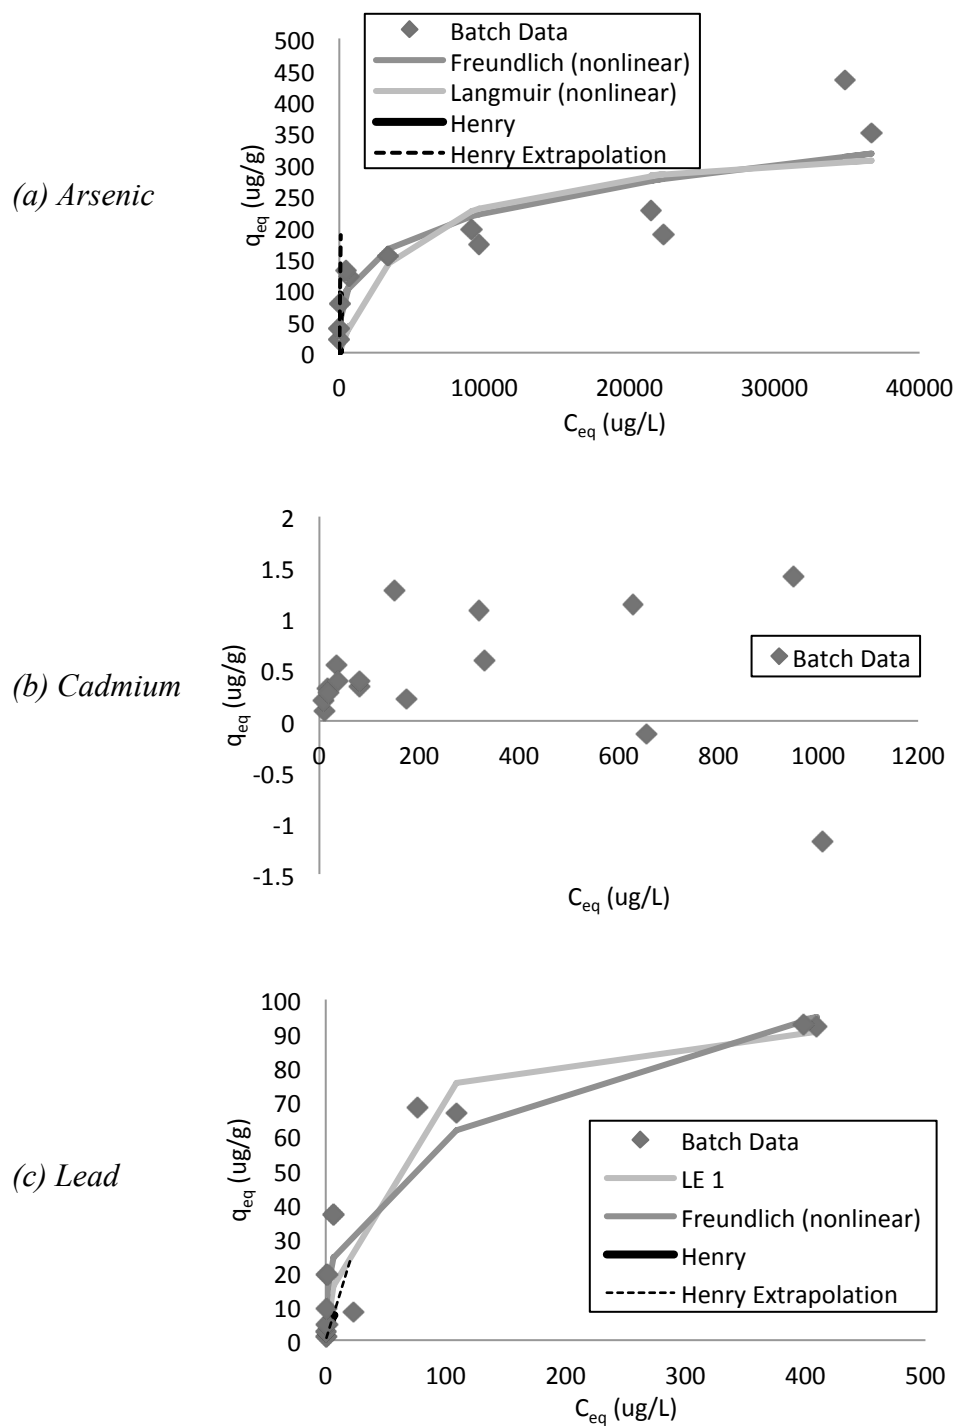 (a) Arsenic
q_eq (ug/g)
500
450
400
350
300
250
200
150
100
50
0
Batch Data
Freundlich (nonlinear)
Langmuir (nonlinear)
Henry
Henry Extrapolation
0 10000 20000 30000 40000
C_eq (ug/L)
(b) Cadmium
q_eq (ug/g)
2
1.5
1
0.5
0
-0.5
-1
-1.5
Batch Data
0 200 400 600 800 1000 1200
C_eq (ug/L)
(c) Lead
q_eq (ug/g)
100
90
80
70
60
50
40
30
20
10
0
Batch Data
LE 1
Freundlich (nonlinear)
Henry
Henry Extrapolation
0 100 200 300 400 500
C_eq (ug/L)